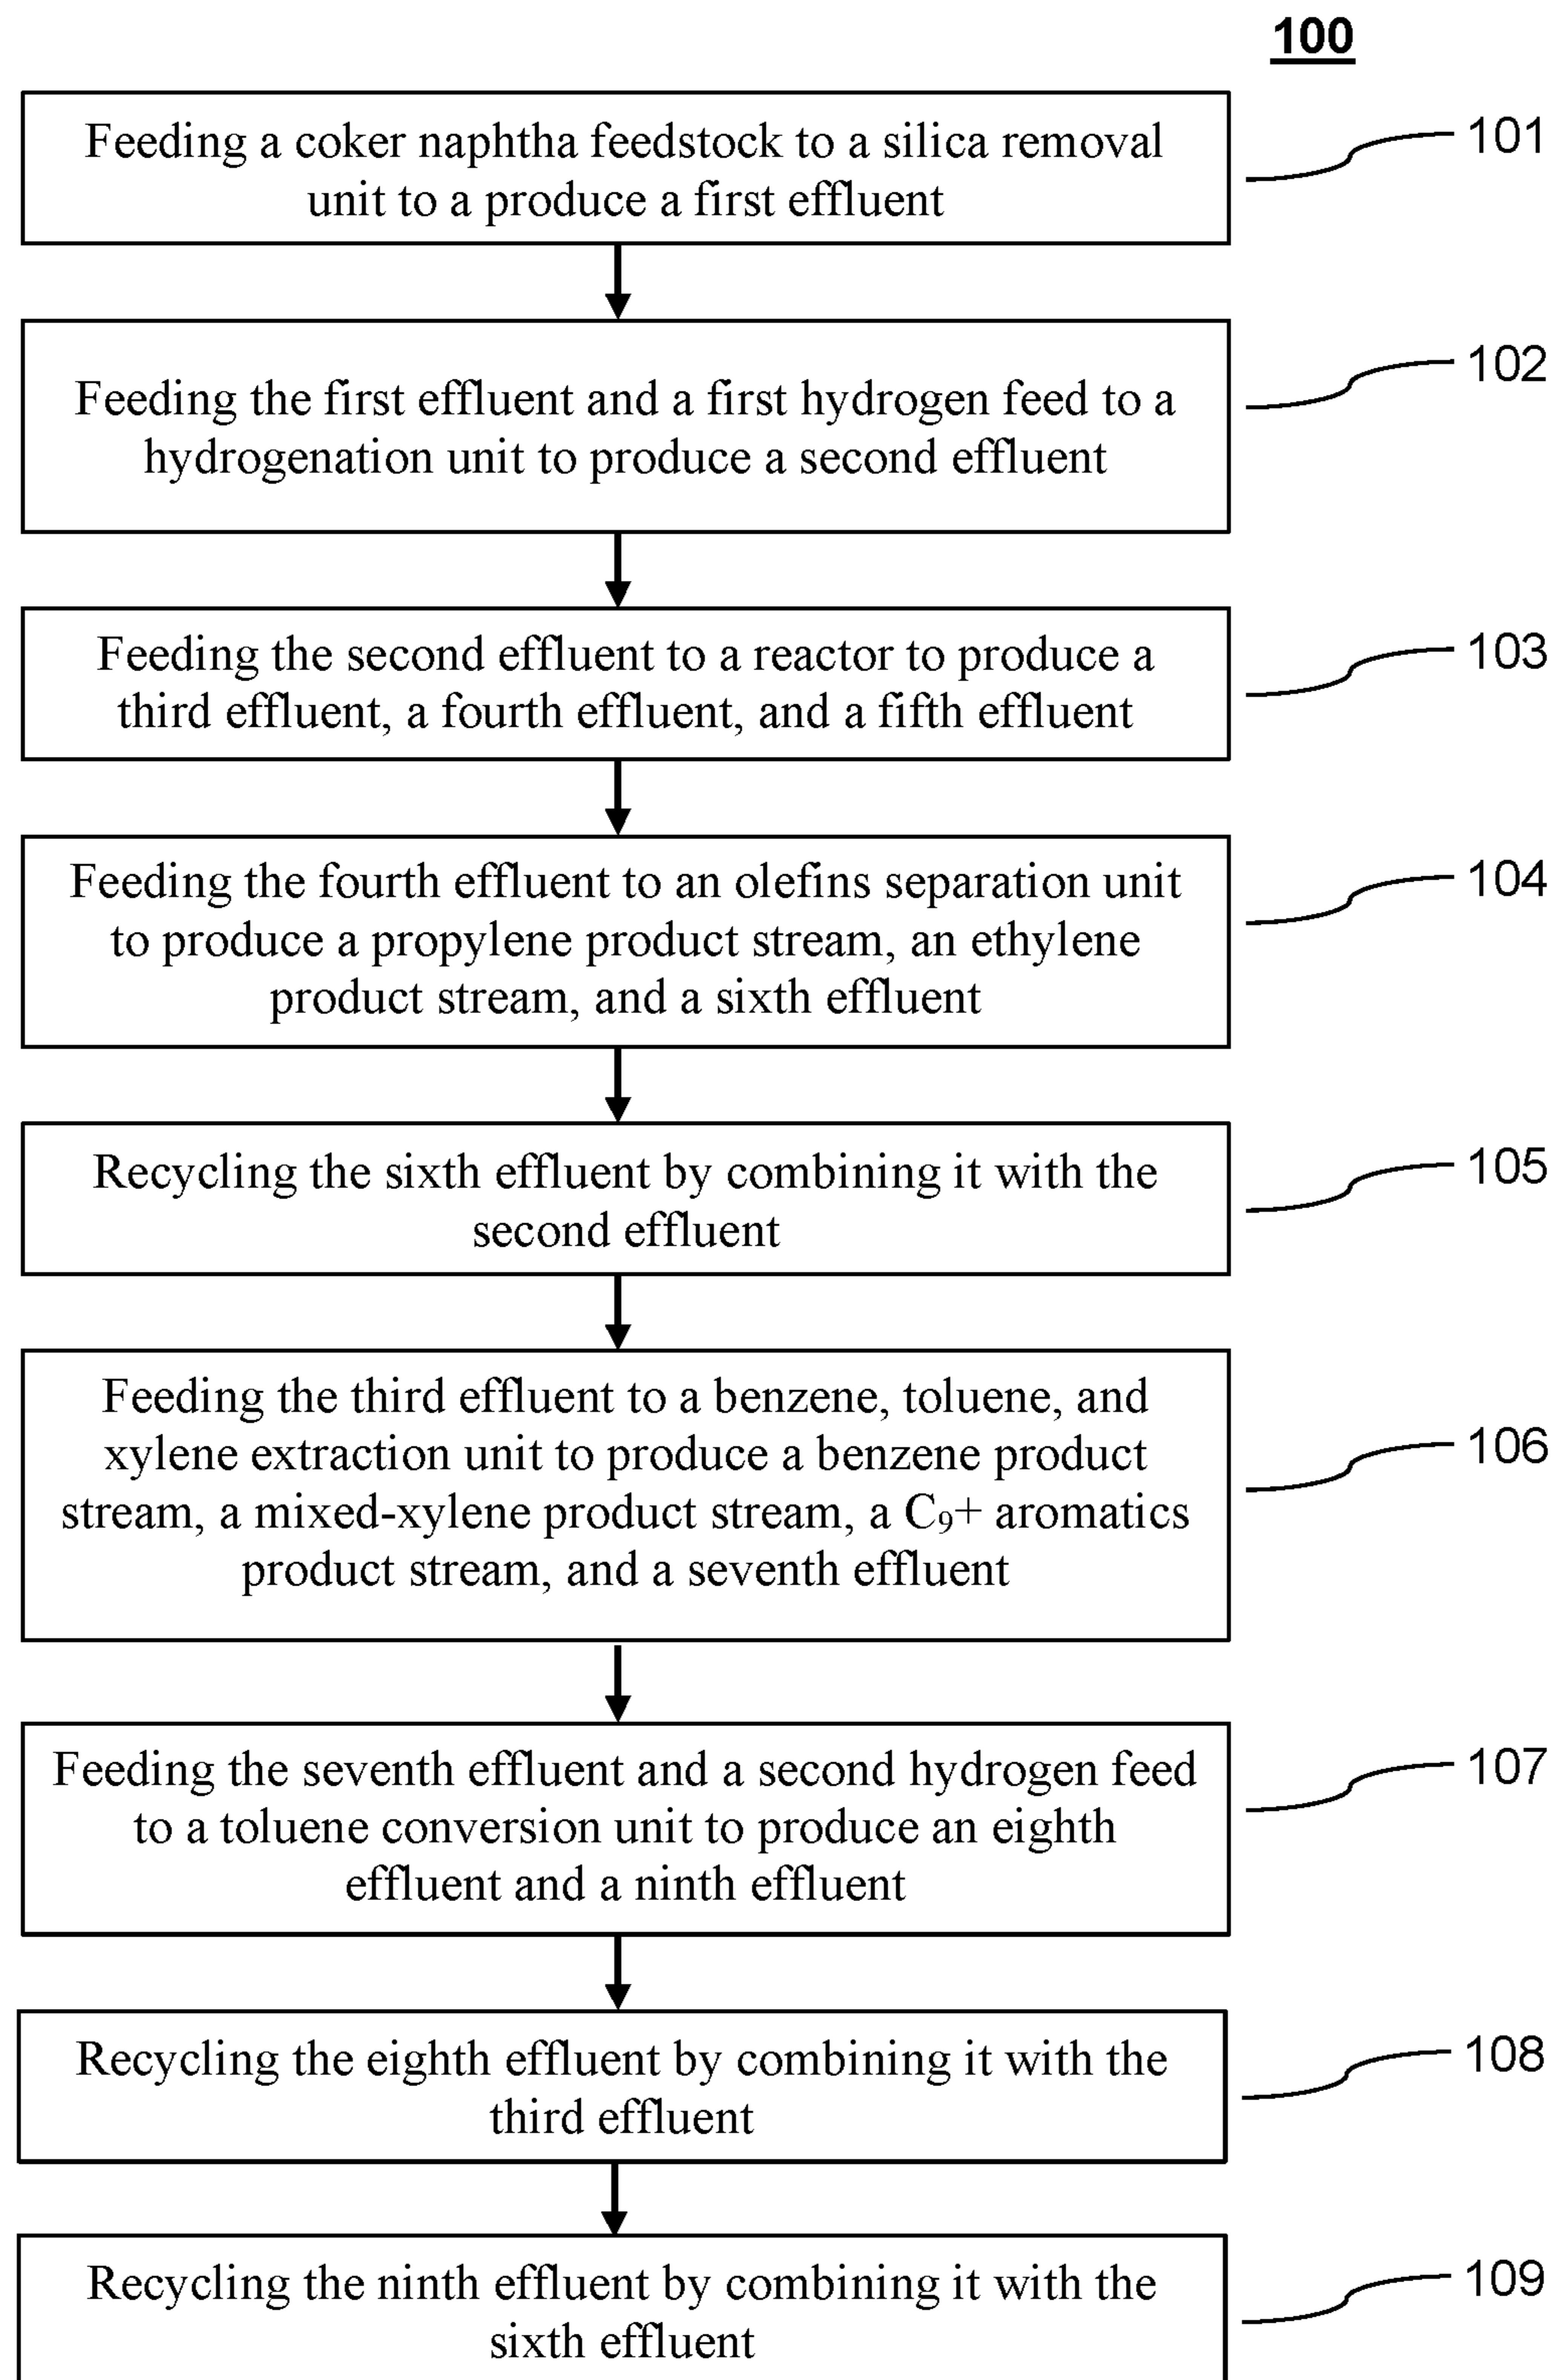 100
Feeding a coker naphtha feedstock to a silica removal
unit to a produce a first effluent
101
Feeding the first effluent and a first hydrogen feed to a
hydrogenation unit to produce a second effluent
102
Feeding the second effluent to a reactor to produce a
third effluent, a fourth effluent, and a fifth effluent
103
Feeding the fourth effluent to an olefins separation unit
to produce a propylene product stream, an ethylene
product stream, and a sixth effluent
104
Recycling the sixth effluent by combining it with the
second effluent
105
Feeding the third effluent to a benzene, toluene, and
xylene extraction unit to produce a benzene product
stream, a mixed-xylene product stream, a C₉+ aromatics
product stream, and a seventh effluent
106
Feeding the seventh effluent and a second hydrogen feed
to a toluene conversion unit to produce an eighth
effluent and a ninth effluent
107
Recycling the eighth effluent by combining it with the
third effluent
108
Recycling the ninth effluent by combining it with the
sixth effluent
109